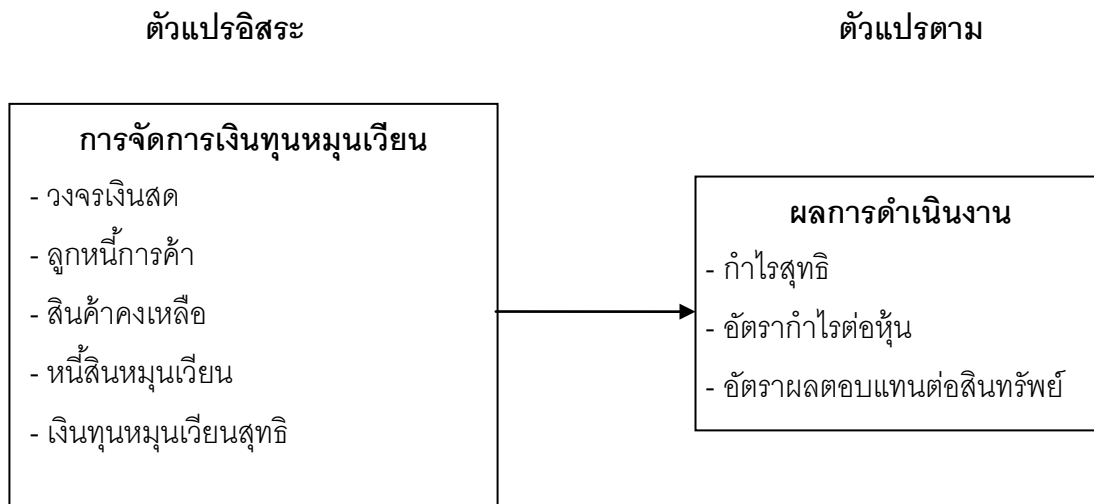 ตัวแปรอิสระ
ตัวแปรตาม
การจัดการเงินทุนหมุนเวียน
- วงจรเงินสด
- ลูกหนี้การค้า
- สินค้าคงเหลือ
- หนี้สินหมุนเวียน
- เงินทุนหมุนเวียนสุทธิ
ผลการดำเนินงาน
- กำไรสุทธิ
- อัตรากำไรต่อหุ้น
- อัตราผลตอบแทนต่อสินทรัพย์